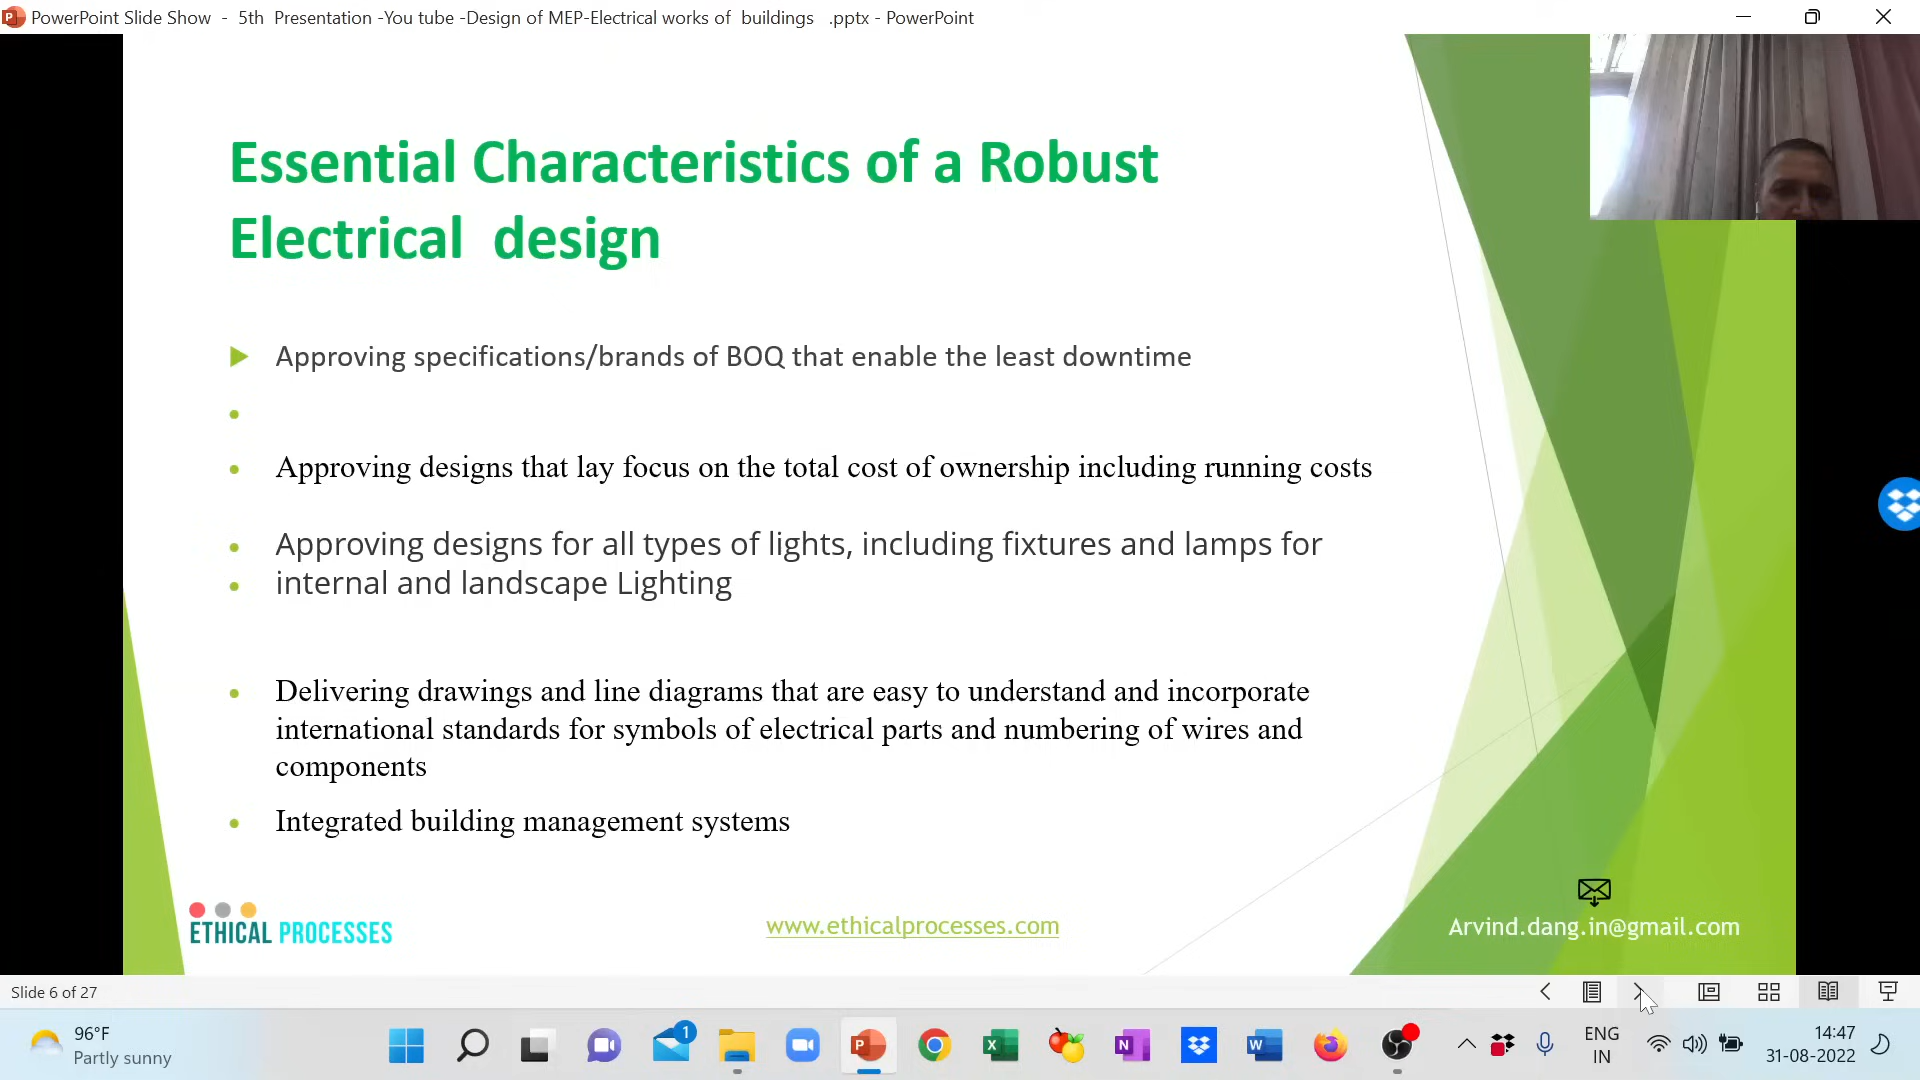 PowerPoint Slide Show - 5th Presentation -You tube -Design of MEP-Electrical works of buildings .pptx - PowerPoint
Essential Characteristics of a Robust
Electrical design
Approving specifications/brands of BOQ that enable the least downtime
Approving designs that lay focus on the total cost of ownership including running costs
Approving designs for all types of lights, including fixtures and lamps for
internal and landscape Lighting
Delivering drawings and line diagrams that are easy to understand and incorporate
international standards for symbols of electrical parts and numbering of wires and
components
Integrated building management systems
ETHICAL PROCESSES
www.ethicalprocesses.com
Arvind.dang.in@gmail.com
Slide 6 of 27
96°F
Partly sunny
1
ENG
IN
14:47
31-08-2022